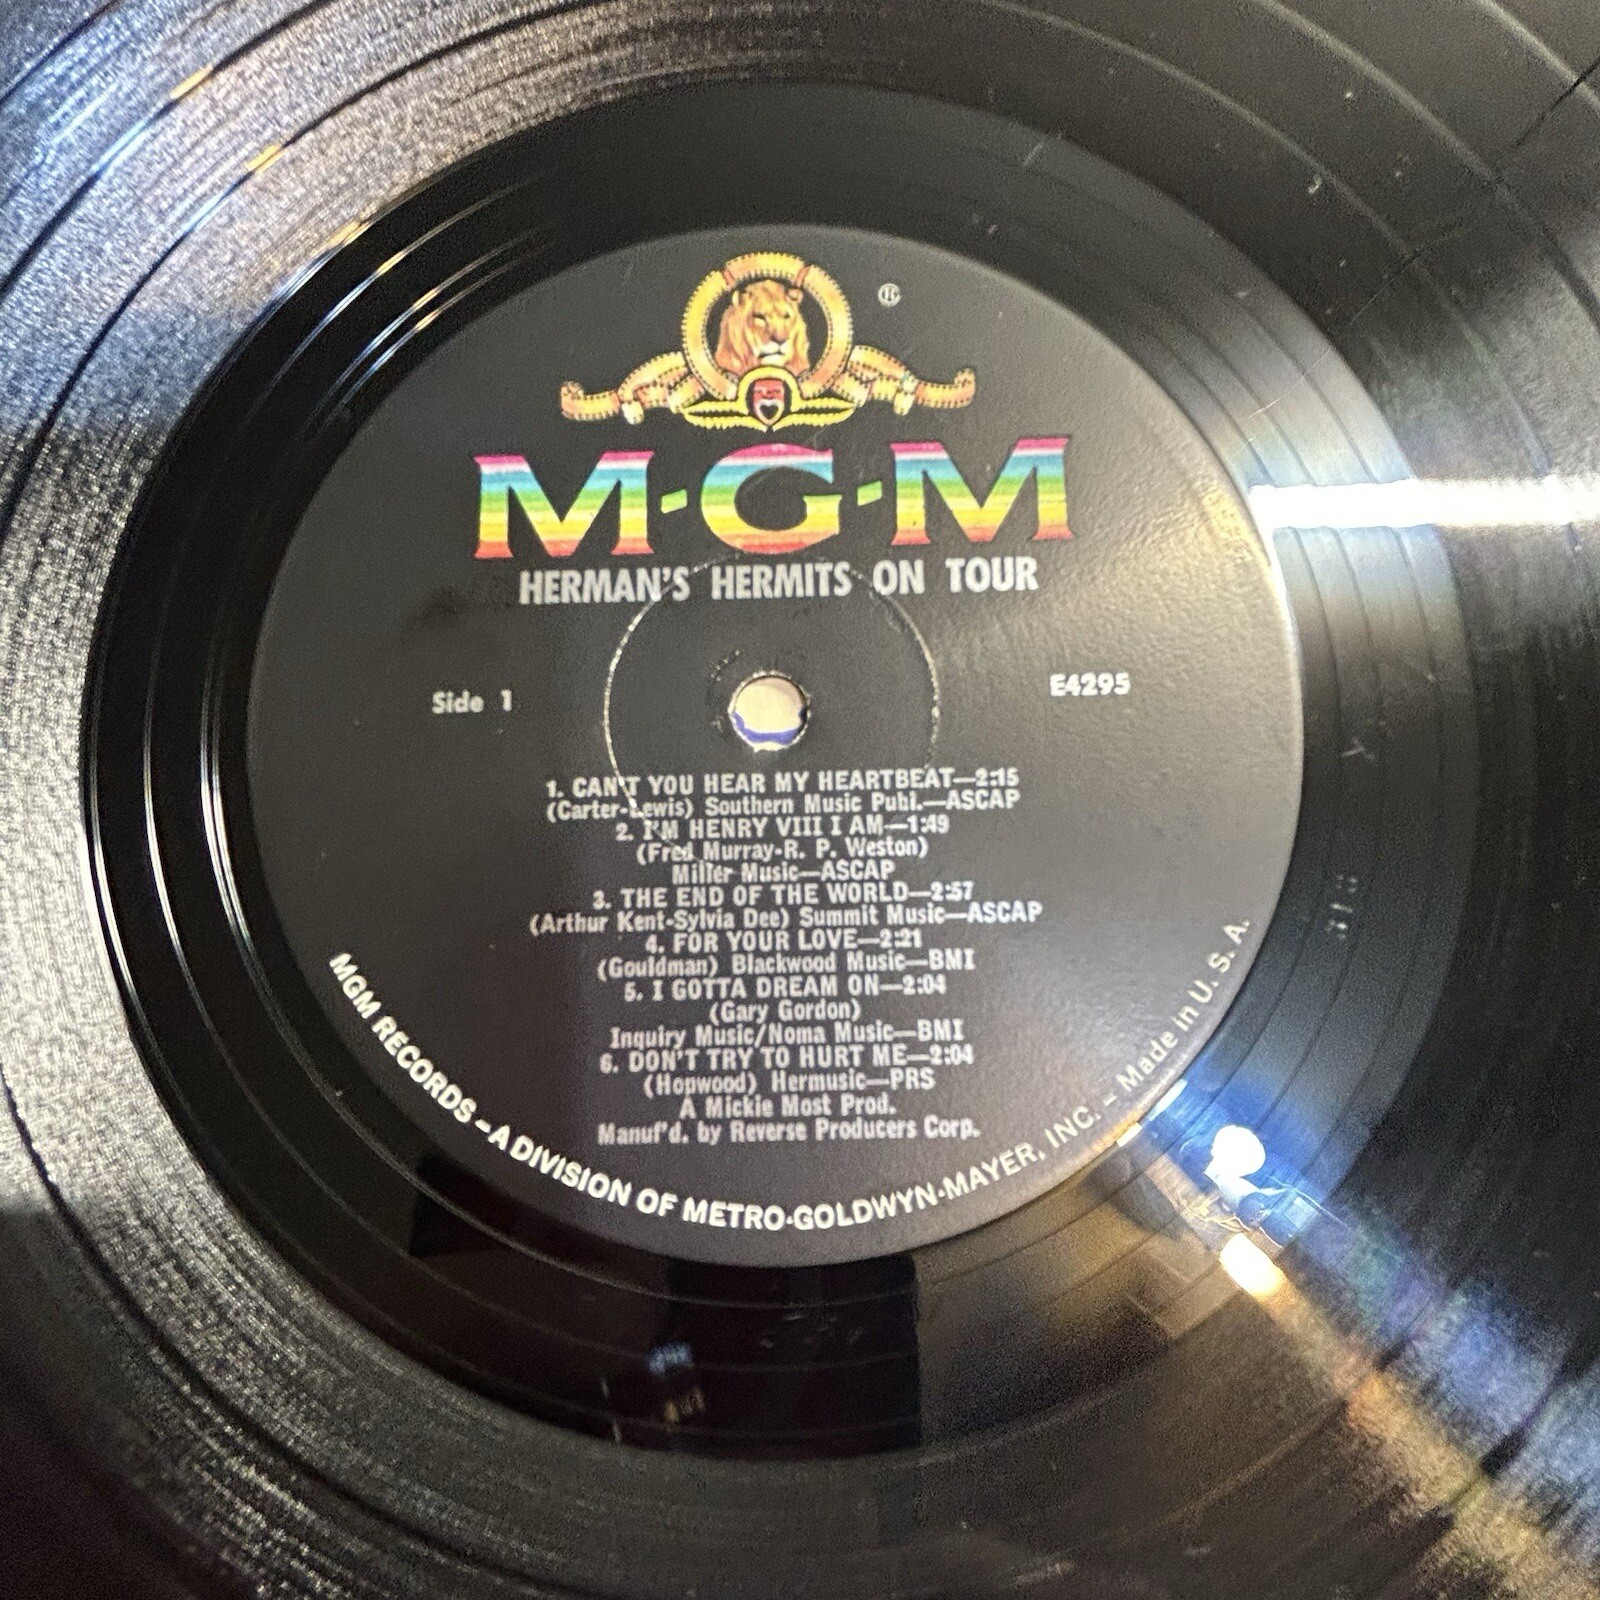 ®
M·G·M
HERMAN'S HERMITS ON TOUR
Side 1
E4295
1. CAN'T YOU HEAR MY HEARTBEAT—2:15
(Carter-Lewis) Southern Music Publ.—ASCAP
2. I'M HENRY VIII I AM—1:49
(Fred Murray-R. P. Weston)
Miller Music—ASCAP
3. THE END OF THE WORLD—2:57
(Arthur Kent-Sylvia Dee) Summit Music—ASCAP
4. FOR YOUR LOVE—2:21
(Gouldman) Blackwood Music—BMI
5. I GOTTA DREAM ON—2:04
(Gary Gordon)
Inquiry Music/Noma Music—BMI
6. DON'T TRY TO HURT ME—2:04
(Hopwood) Hermusic—PRS
A Mickie Most Prod.
Manuf'd. by Reverse Producers Corp.
MGM RECORDS – A DIVISION OF METRO-GOLDWYN-MAYER, INC. – Made in U. S. A.